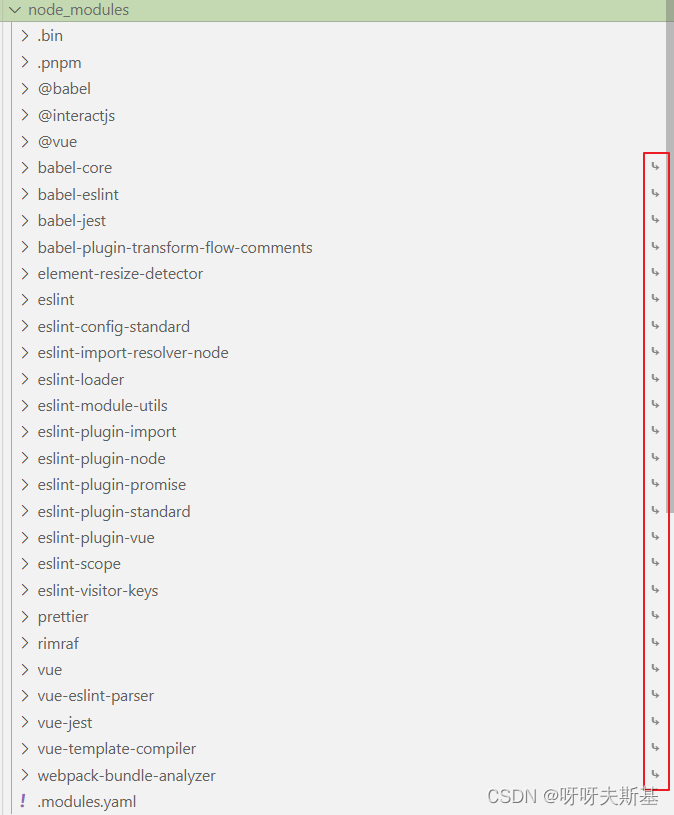 node_modules
.bin
.pnpm
@babel
@interactjs
@vue
babel-core
babel-eslint
babel-jest
babel-plugin-transform-flow-comments
element-resize-detector
eslint
eslint-config-standard
eslint-import-resolver-node
eslint-loader
eslint-module-utils
eslint-plugin-import
eslint-plugin-node
eslint-plugin-promise
eslint-plugin-standard
eslint-plugin-vue
eslint-scope
eslint-visitor-keys
prettier
rimraf
vue
vue-eslint-parser
vue-jest
vue-template-compiler
webpack-bundle-analyzer
! .modules.yaml
CSDN @呀呀夫斯基